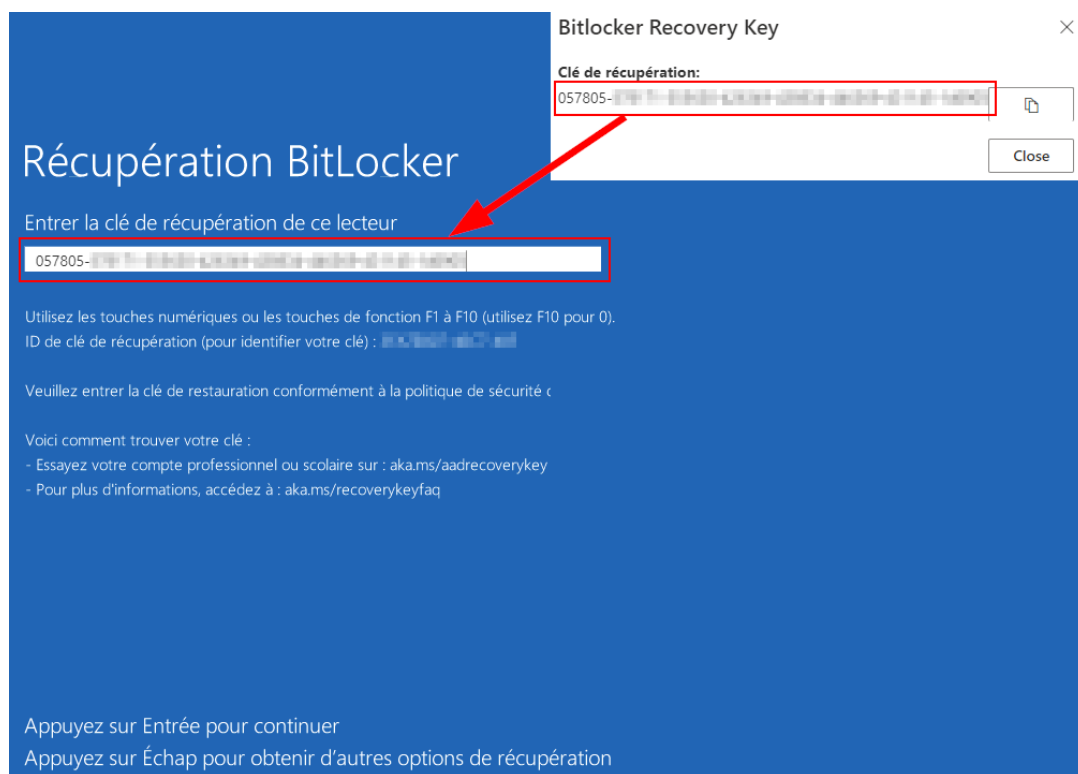 Bitlocker Recovery Key
Clé de récupération:
057805-
Close
Récupération BitLocker
Entrer la clé de récupération de ce lecteur
057805-
Utilisez les touches numériques ou les touches de fonction F1 à F10 (utilisez F10 pour 0).
ID de clé de récupération (pour identifier votre clé) :
Veuillez entrer la clé de restauration conformément à la politique de sécurité
Voici comment trouver votre clé :
- Essayez votre compte professionnel ou scolaire sur : aka.ms/aadrecoverykey
- Pour plus d'informations, accédez à : aka.ms/recoverykeyfaq
Appuyez sur Entrée pour continuer
Appuyez sur Échap pour obtenir d'autres options de récupération